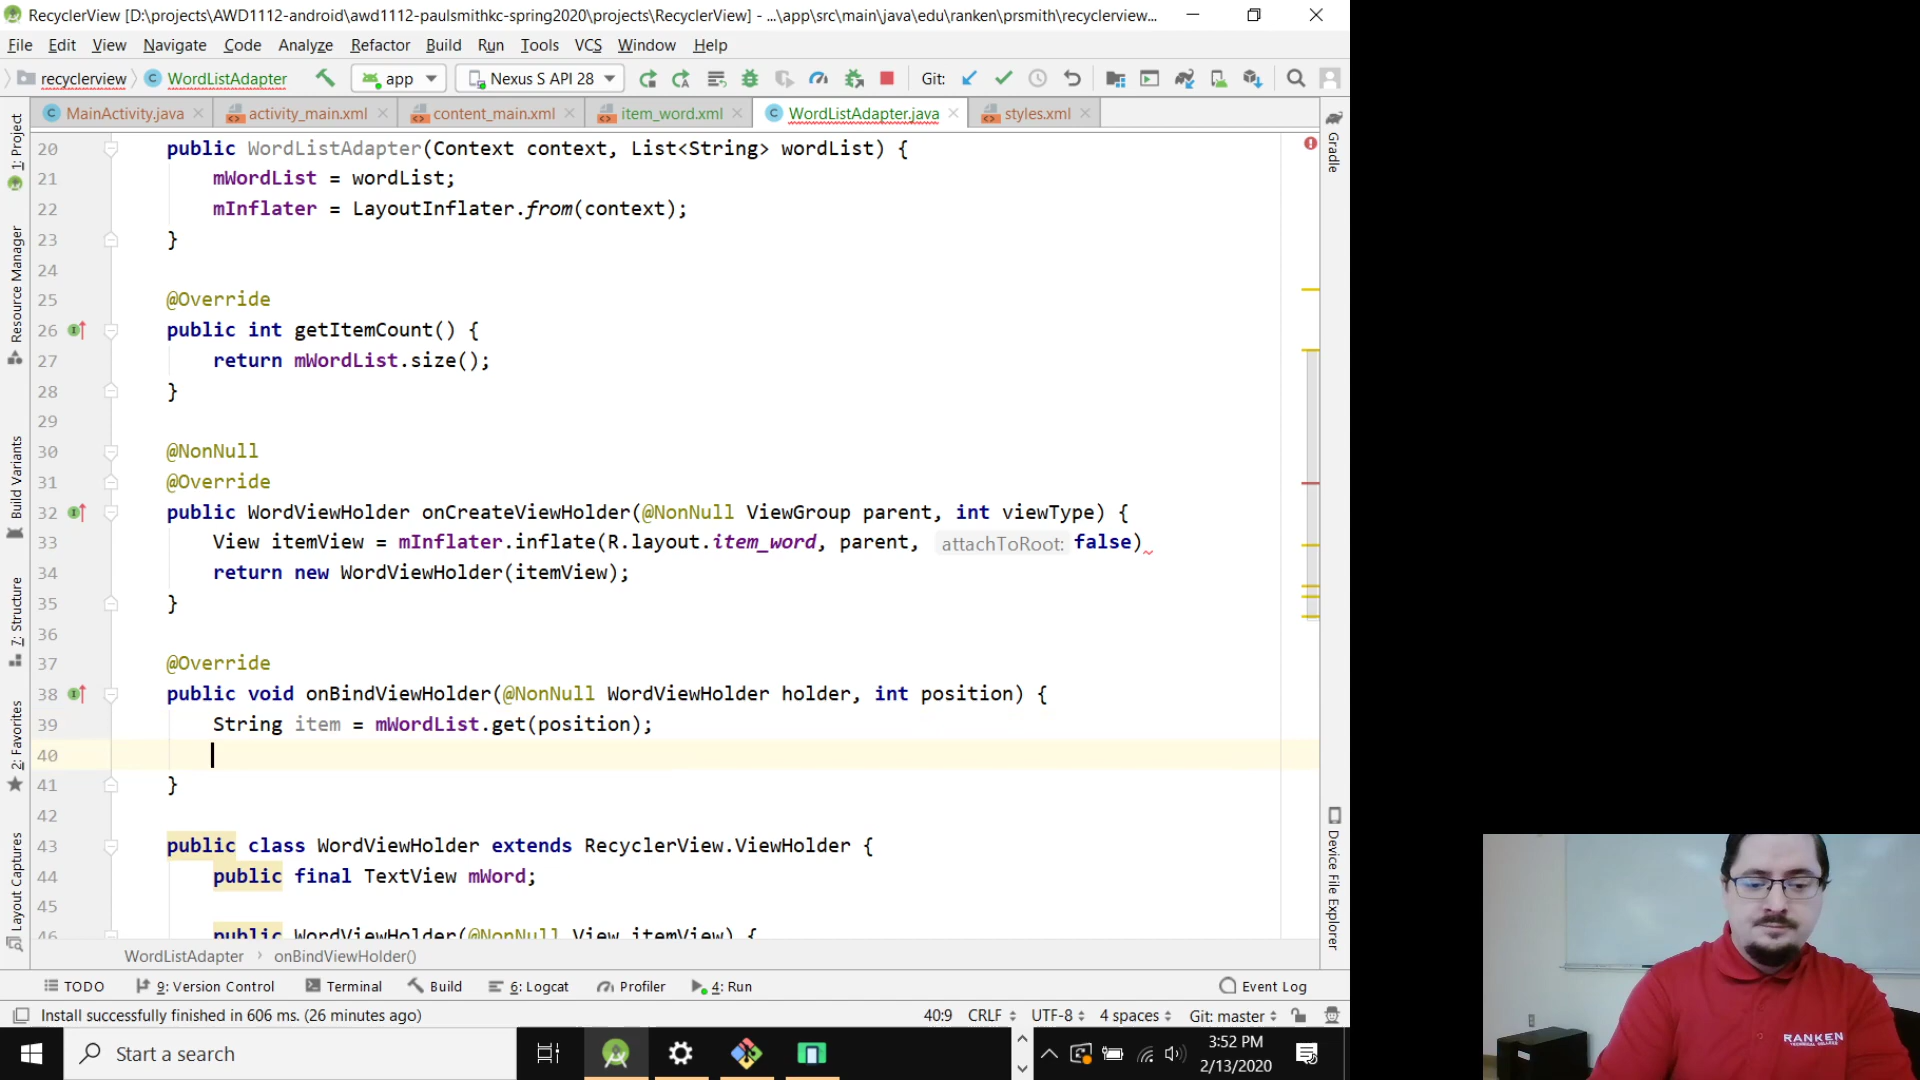 RecyclerView [D:\projects\AWD1112-android\awd1112-paulsmithkc-spring2020\projects\RecyclerView] - ...\app\src\main\java\edu\ranken\prsmith\recyclerview...
File Edit View Navigate Code Analyze Refactor Build Run Tools VCS Window Help
recyclerview WordListAdapter app Nexus S API 28 Git:
MainActivity.java activity_main.xml content_main.xml item_word.xml WordListAdapter.java styles.xml
1: Project
Resource Manager
Build Variants
7: Structure
2: Favorites
Layout Captures
20 public WordListAdapter(Context context, List<String> wordList) {
21 mWordList = wordList;
22 mInflater = LayoutInflater.from(context);
23 }
24
25 @Override
26 public int getItemCount() {
27 return mWordList.size();
28 }
29
30 @NonNull
31 @Override
32 public WordViewHolder onCreateViewHolder(@NonNull ViewGroup parent, int viewType) {
33 View itemView = mInflater.inflate(R.layout.item_word, parent, attachToRoot: false)
34 return new WordViewHolder(itemView);
35 }
36
37 @Override
38 public void onBindViewHolder(@NonNull WordViewHolder holder, int position) {
39 String item = mWordList.get(position);
40
41 }
42
43 public class WordViewHolder extends RecyclerView.ViewHolder {
44 public final TextView mWord;
45
46 public WordViewHolder(@NonNull View itemView) {
Gradle
Device File Explorer
WordListAdapter › onBindViewHolder()
TODO 9: Version Control Terminal Build 6: Logcat Profiler 4: Run Event Log
Install successfully finished in 606 ms. (26 minutes ago) 40:9 CRLF UTF-8 4 spaces Git: master
Start a search
3:52 PM
2/13/2020
RANKEN
TECHNICAL COLLEGE